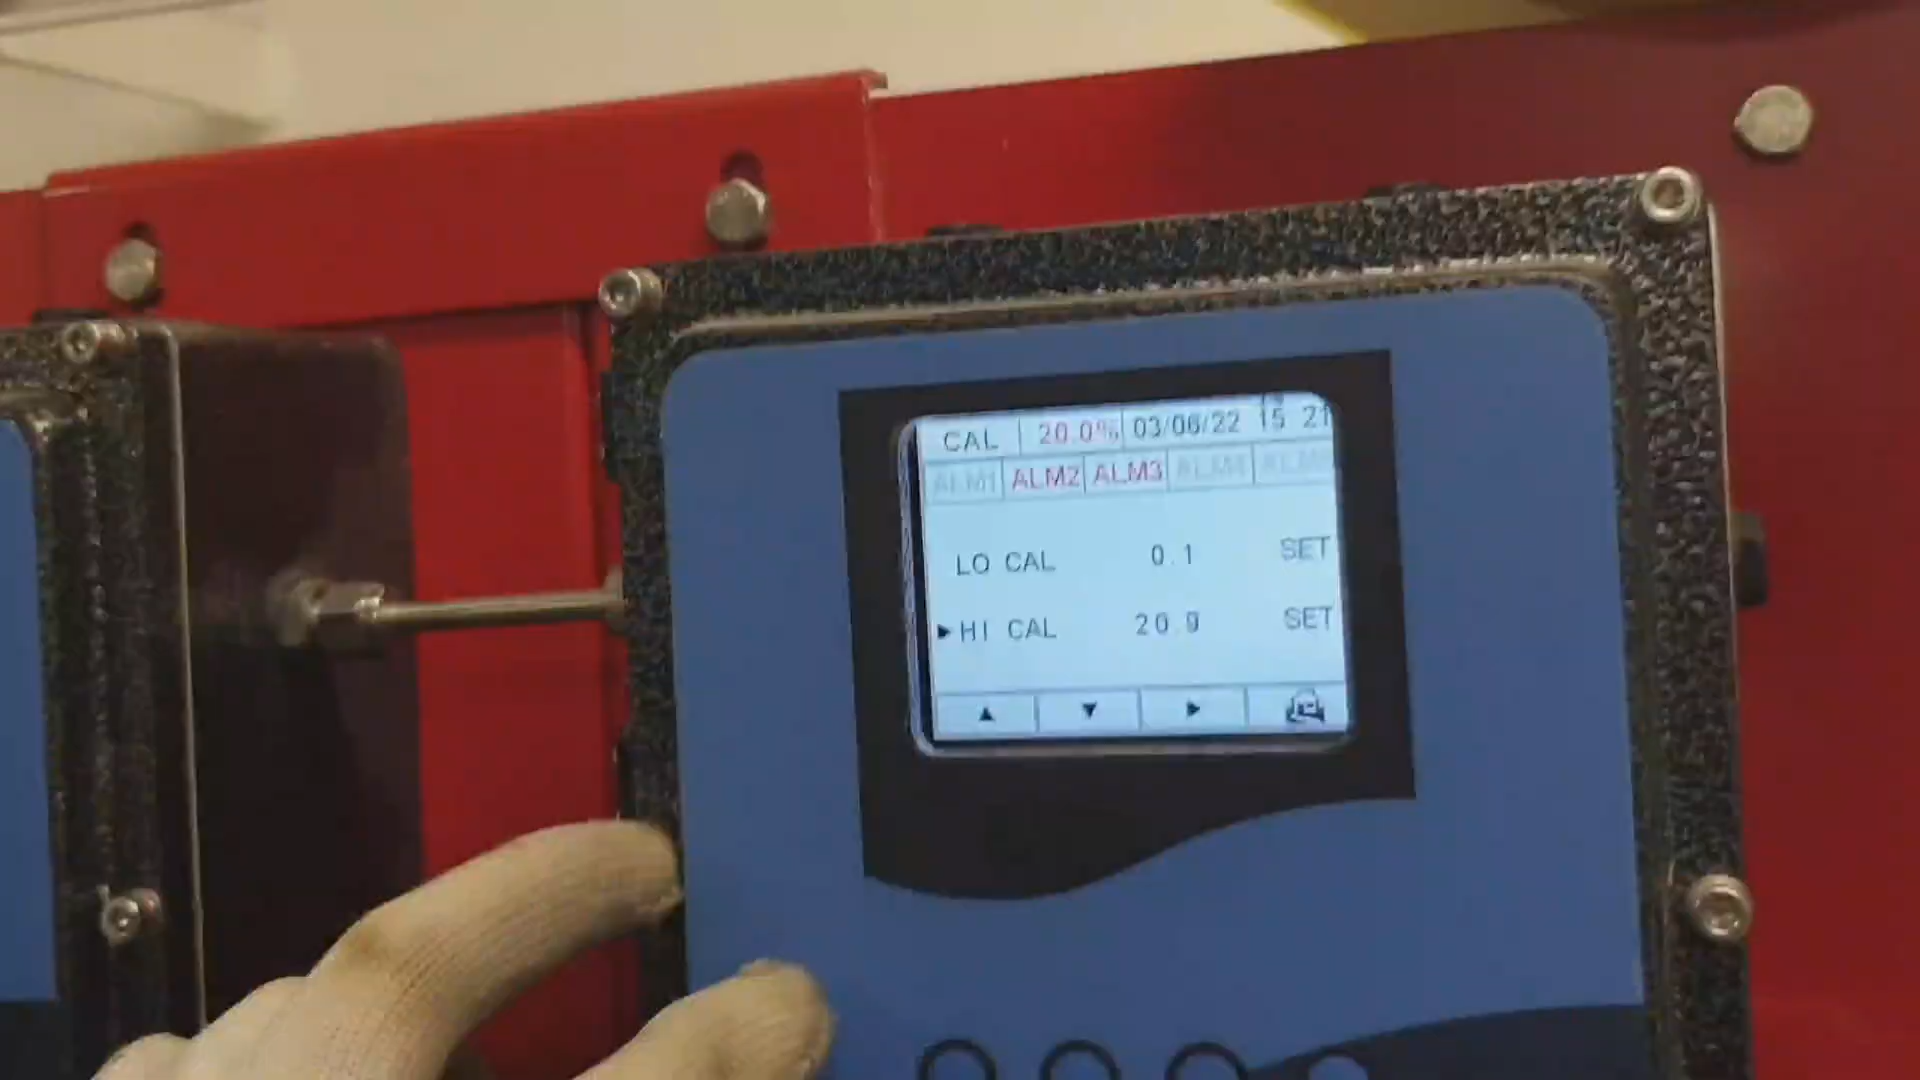 CAL 20.0% 03/06/22 15 21
ALM1 ALM2 ALM3 ALM4 ALM5
LO CAL 0.1 SET
▶HI CAL 20.9 SET